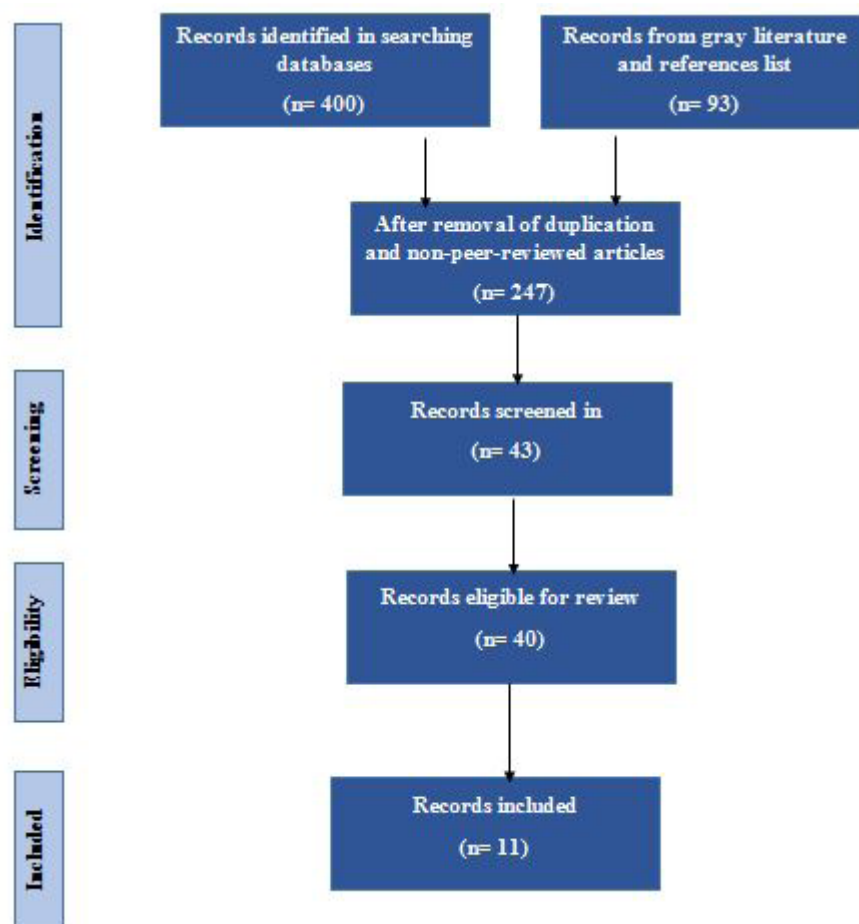 Identification
Records identified in searching
databases
(n= 400)
Records from gray literature
and references list
(n= 93)
After removal of duplication
and non-peer-reviewed articles
(n= 247)
Screening
Records screened in
(n= 43)
Eligibility
Records eligible for review
(n= 40)
Included
Records included
(n= 11)